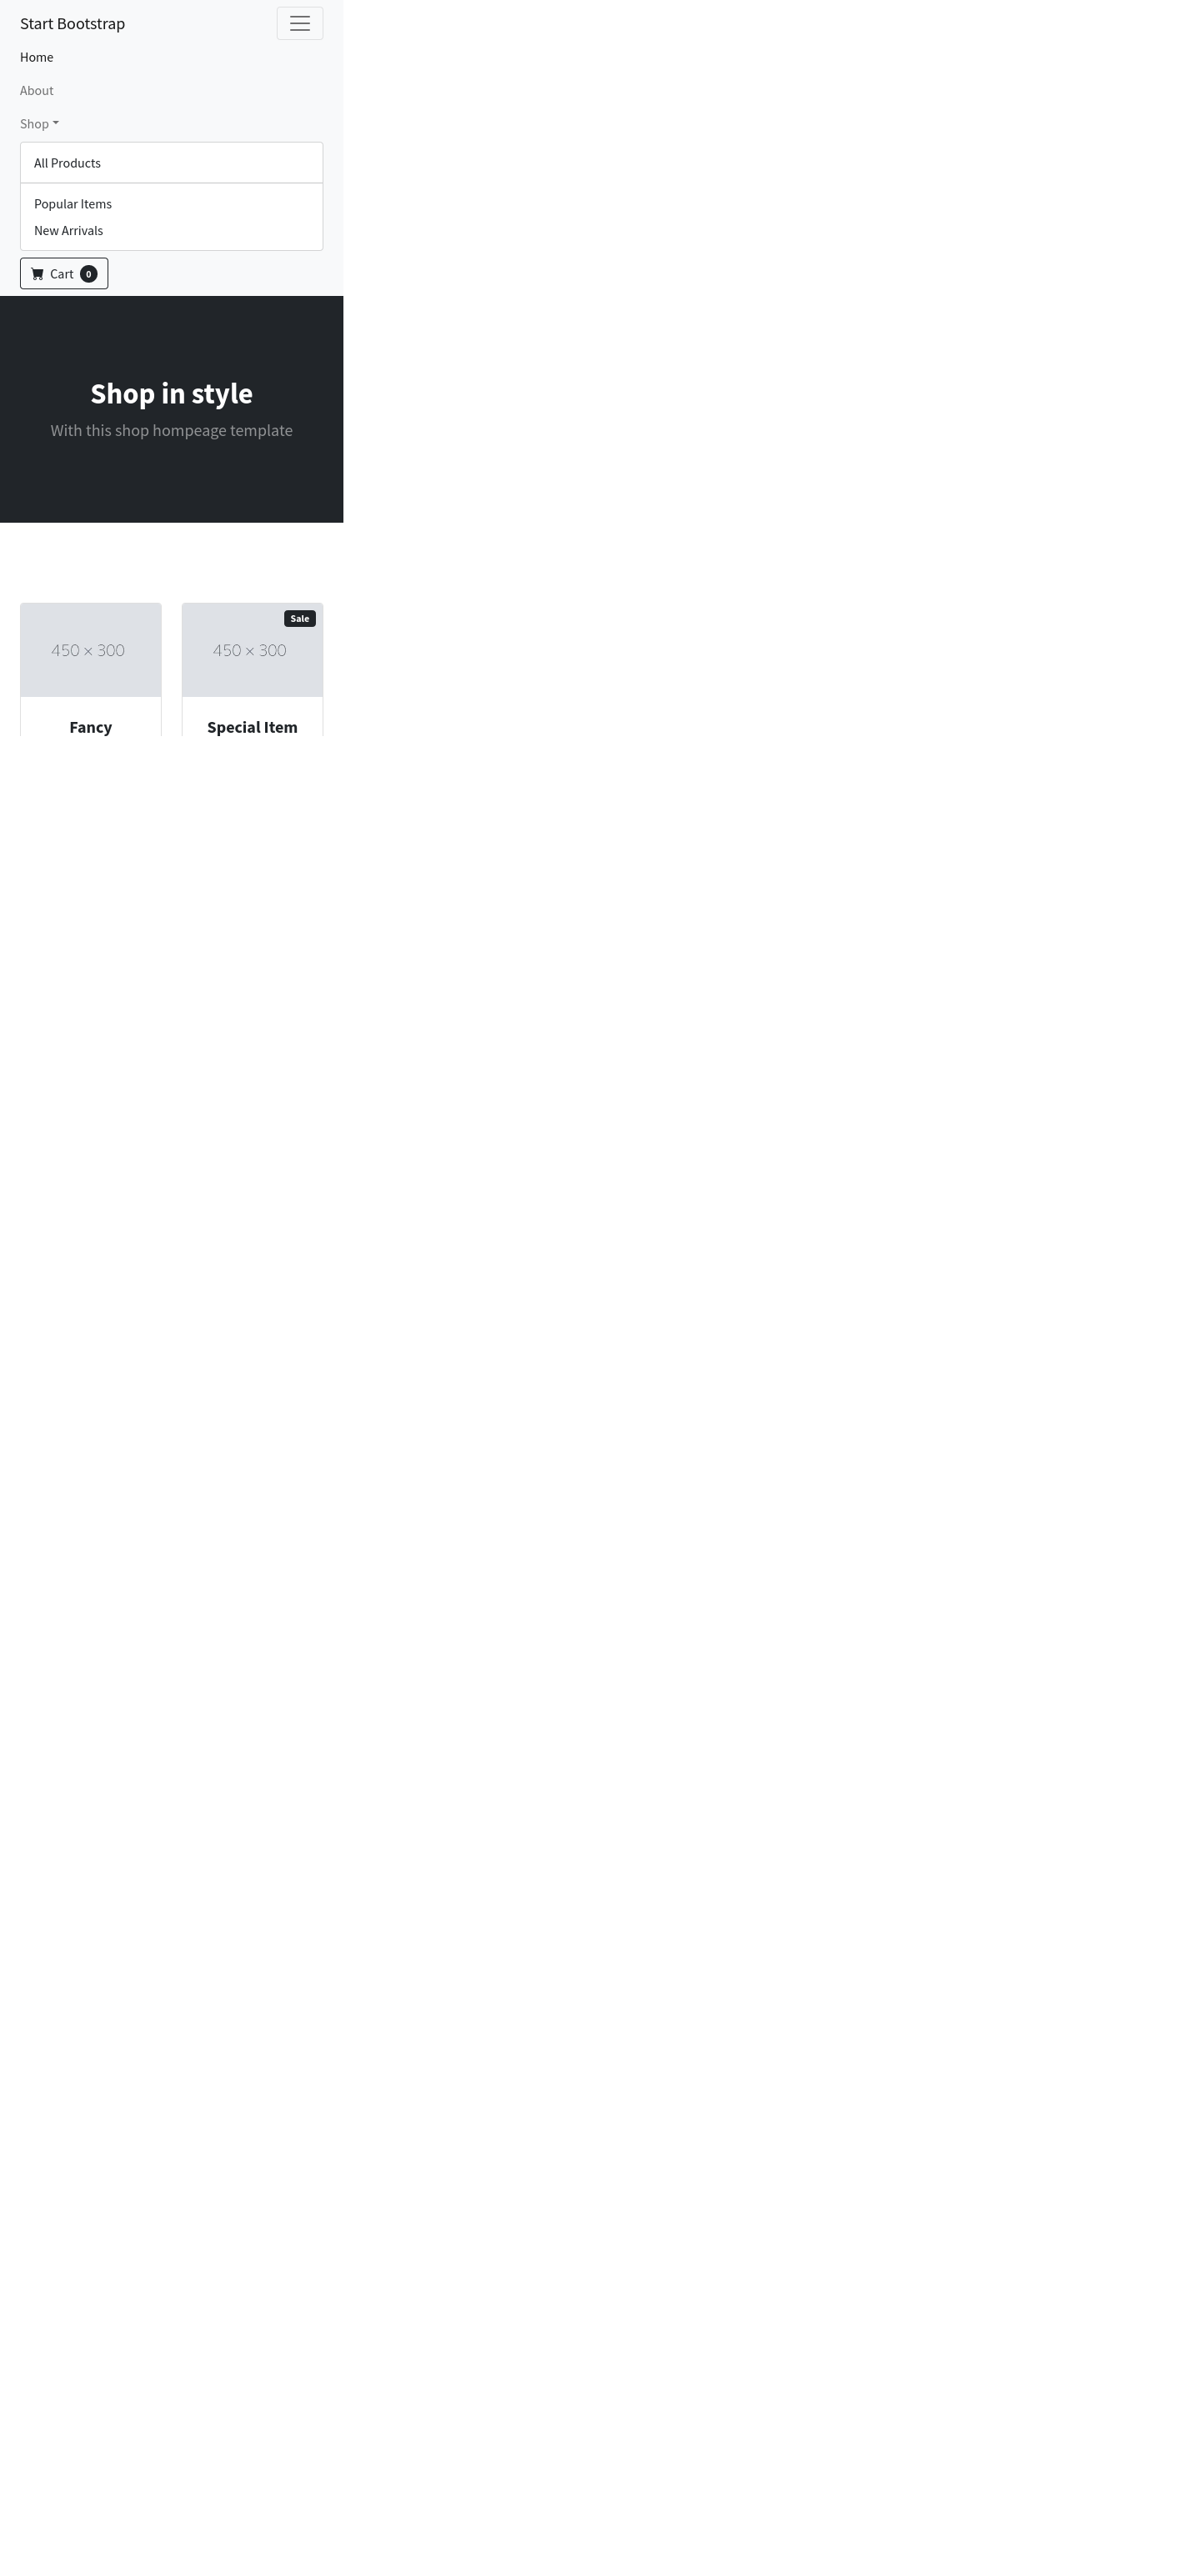 Start Bootstrap
Home
About
Shop
All Products
Popular Items
New Arrivals
Cart 0
Shop in style
With this shop hompeage template
Sale
450 × 300
450 × 300
Fancy
Special Item